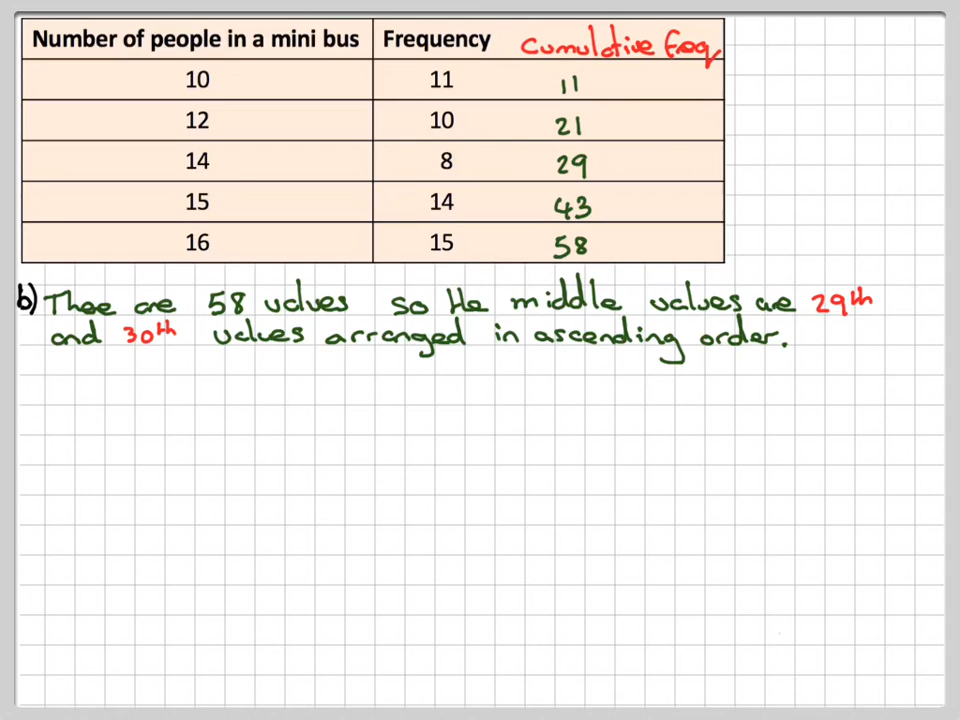 Number of people in a mini bus Frequency Cumulative freq
10 11 11
12 10 21
14 8 29
15 14 43
16 15 58
b) There are 58 values so the middle values are 29th
and 30th values arranged in ascending order.